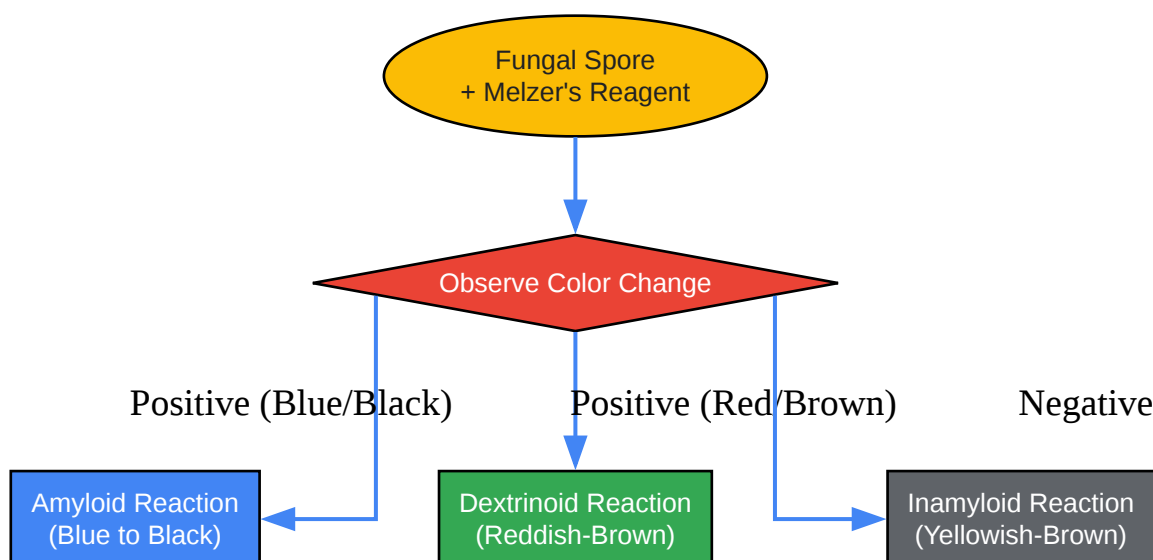 Fungal Spore
+ Melzer's Reagent
Observe Color Change
Positive (Blue/Black)
Positive (Red/Brown)
Negative
Amyloid Reaction
(Blue to Black)
Dextrinoid Reaction
(Reddish-Brown)
Inamyloid Reaction
(Yellowish-Brown)